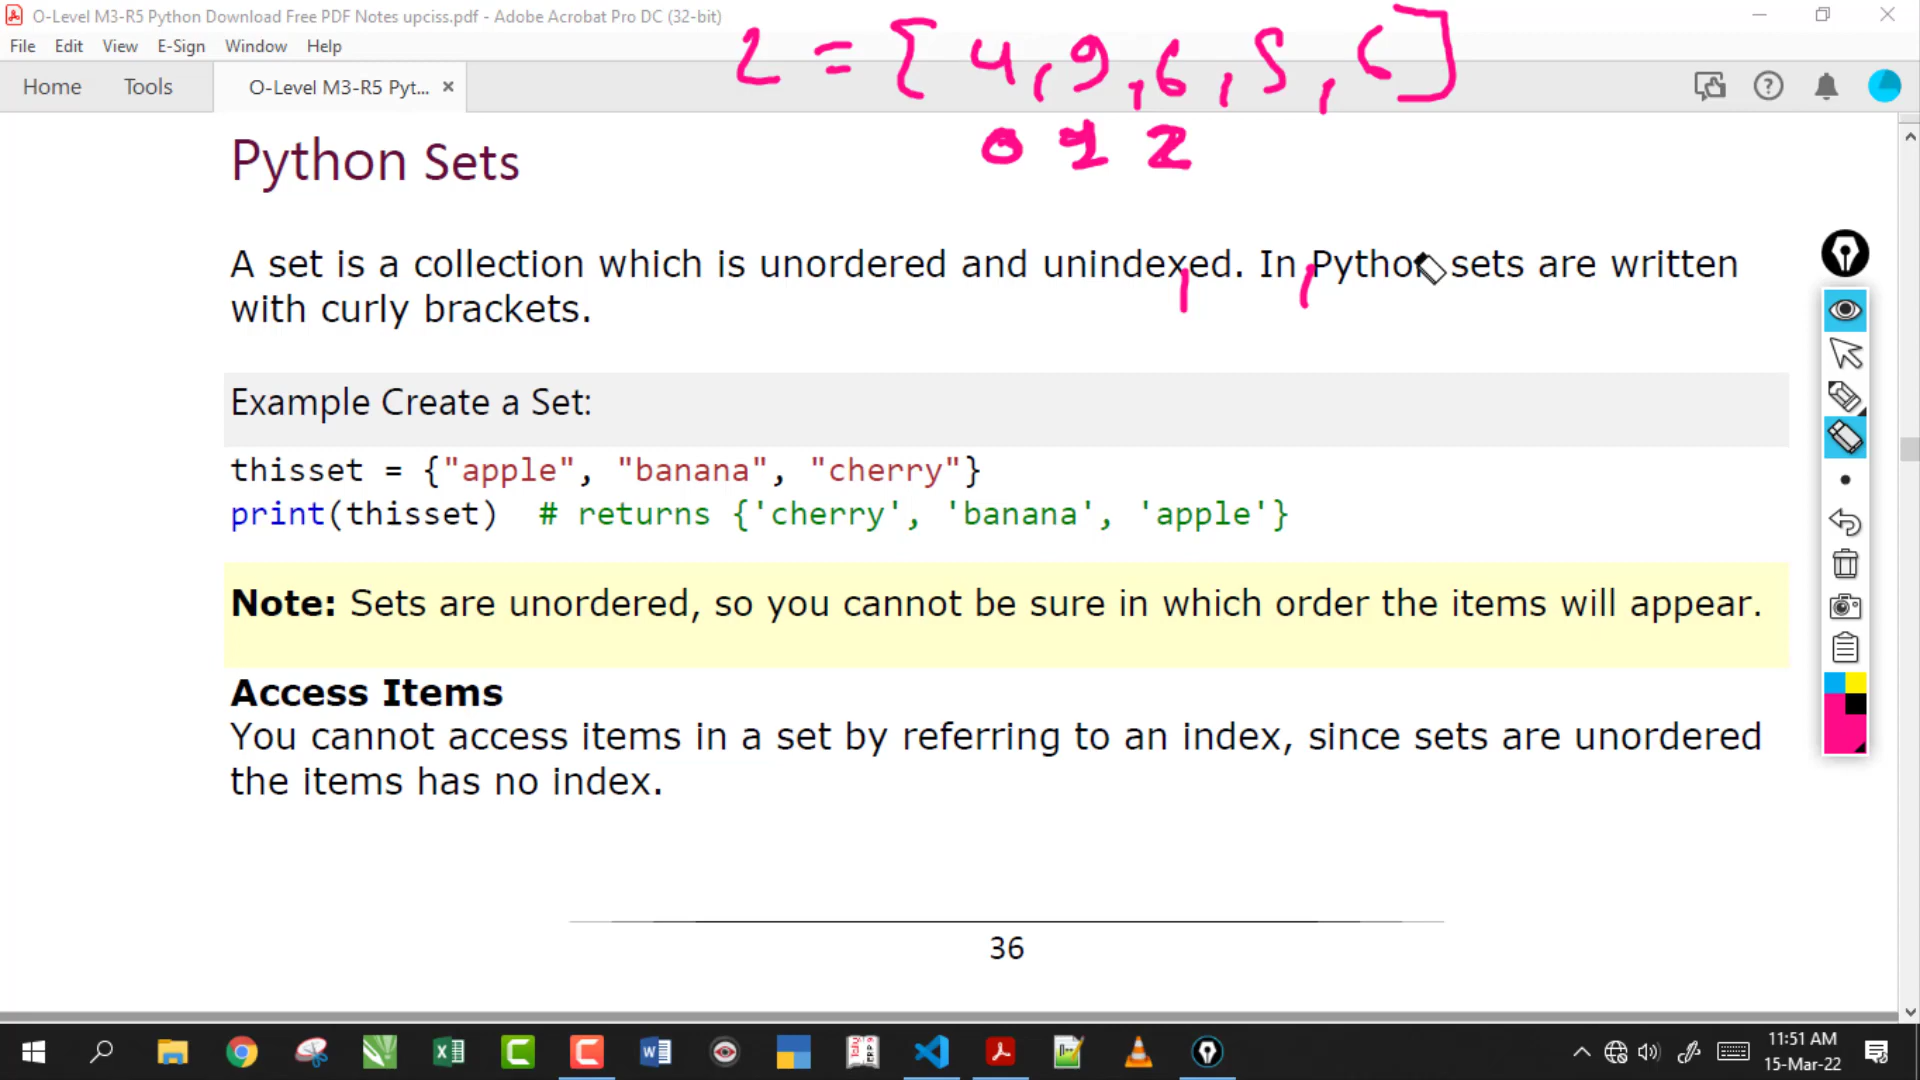 O-Level M3-R5 Python Download Free PDF Notes upciss.pdf - Adobe Acrobat Pro DC (32-bit)
File Edit View E-Sign Window Help
Home Tools O-Level M3-R5 Pyt... ×
L = [4, 9, 6, 5, 6]
0 1 2
Python Sets
A set is a collection which is unordered and unindexed. In Python sets are written
with curly brackets.
Example Create a Set:
thisset = {"apple", "banana", "cherry"}
print(thisset) # returns {'cherry', 'banana', 'apple'}
Note: Sets are unordered, so you cannot be sure in which order the items will appear.
Access Items
You cannot access items in a set by referring to an index, since sets are unordered
the items has no index.
36
11:51 AM
15-Mar-22